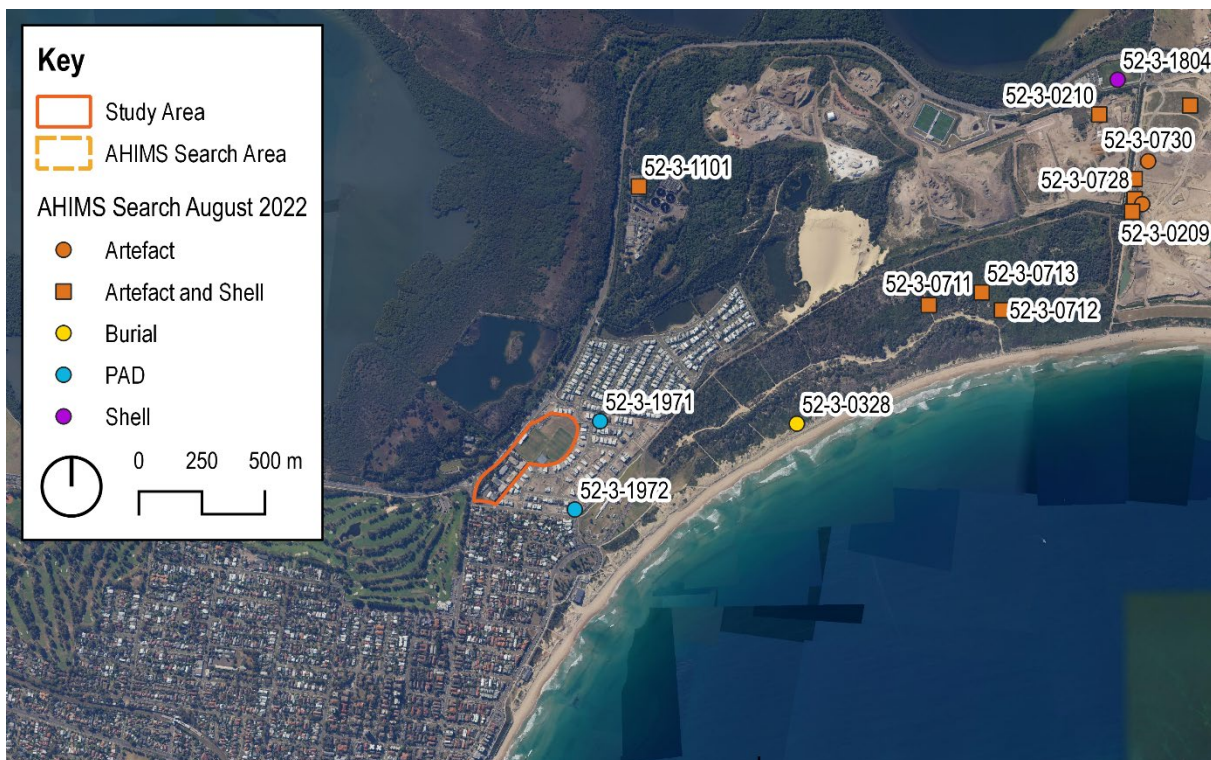 Key
Study Area
AHIMS Search Area
AHIMS Search August 2022
Artefact
Artefact and Shell
Burial
PAD
Shell
0 250 500 m
52-3-1804
52-3-0210
52-3-0730
52-3-1101
52-3-0728
52-3-0209
52-3-0713
52-3-0711
52-3-0712
52-3-1971
52-3-0328
52-3-1972